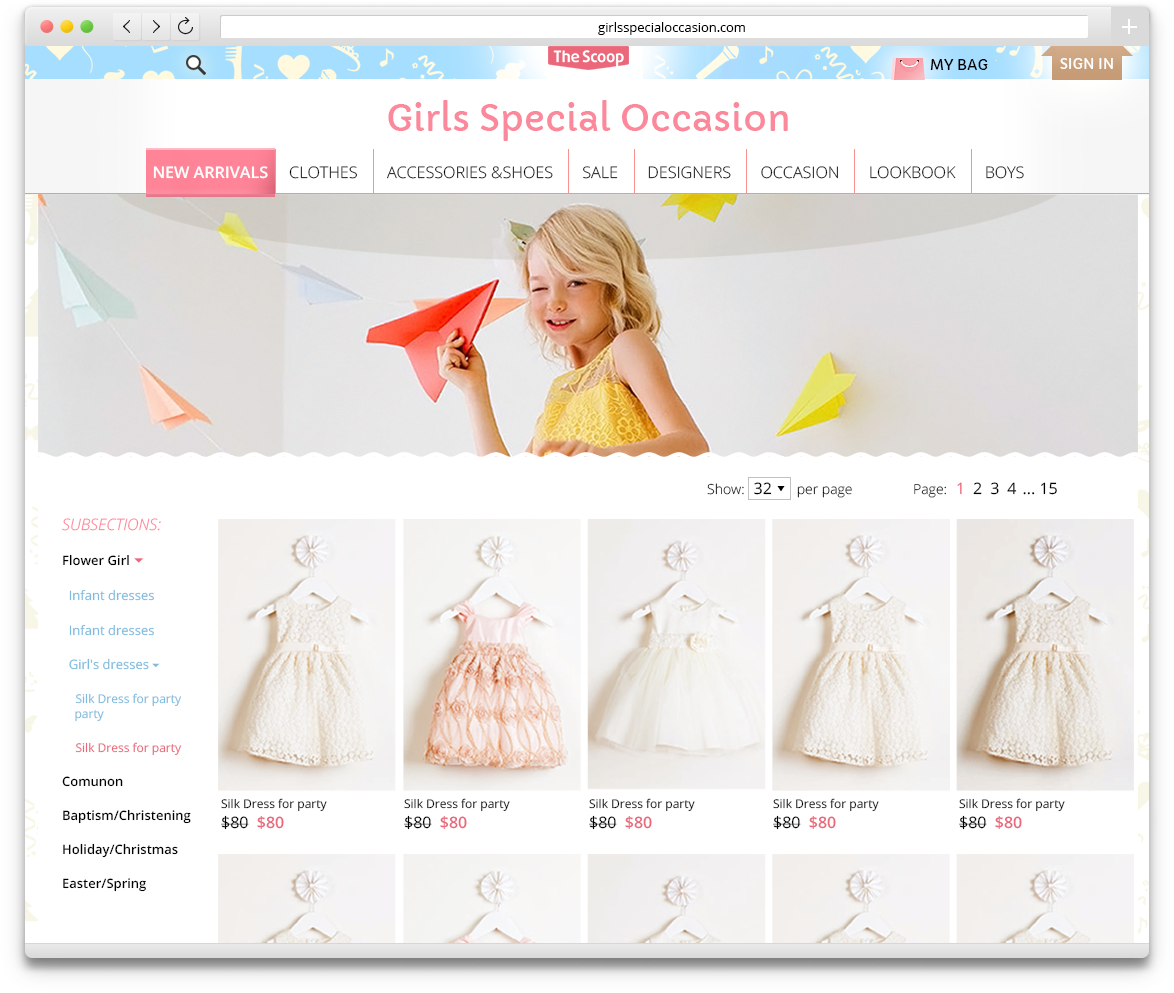 girlsspecialoccasion.com
The Scoop
MY BAG
SIGN IN
Girls Special Occasion
NEW ARRIVALS CLOTHES ACCESSORIES &SHOES SALE DESIGNERS OCCASION LOOKBOOK BOYS
Show: 32 per page Page: 1 2 3 4 ... 15
SUBSECTIONS:
Flower Girl
Infant dresses
Infant dresses
Girl's dresses
Silk Dress for party
party
Silk Dress for party
Comunon
Baptism/Christening
Holiday/Christmas
Easter/Spring
Silk Dress for party Silk Dress for party Silk Dress for party Silk Dress for party Silk Dress for party
$80 $80 $80 $80 $80 $80 $80 $80 $80 $80